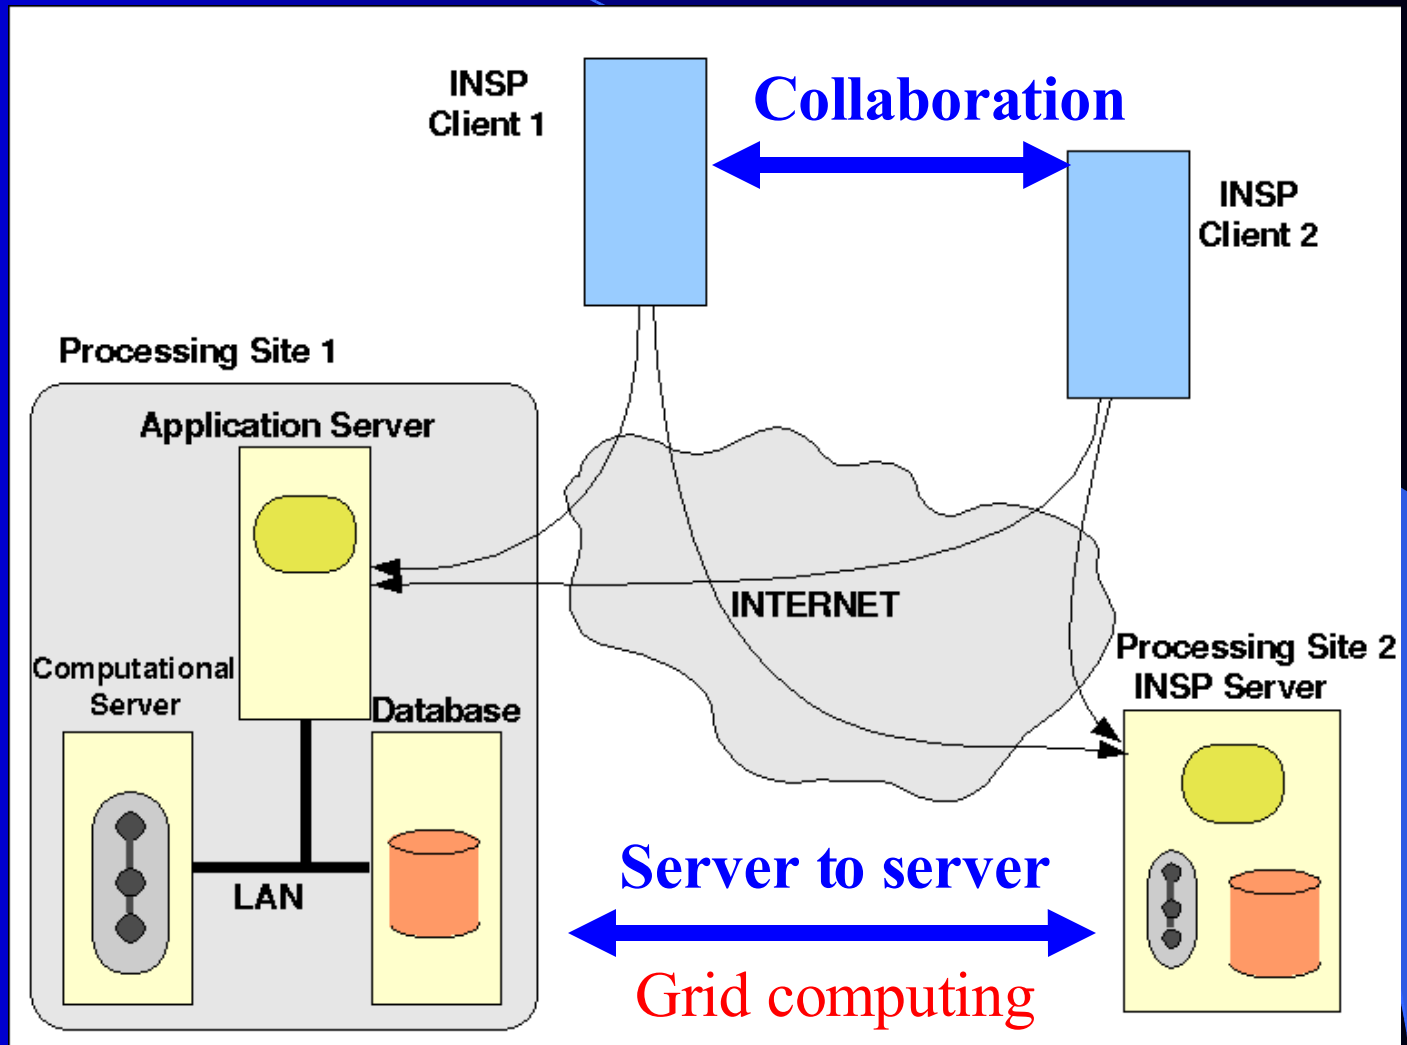 INSP
Client 1
Collaboration
INSP
Client 2
Processing Site 1
Application Server
INTERNET
Computational
Server
Database
LAN
Processing Site 2
INSP Server
Server to server
Grid computing